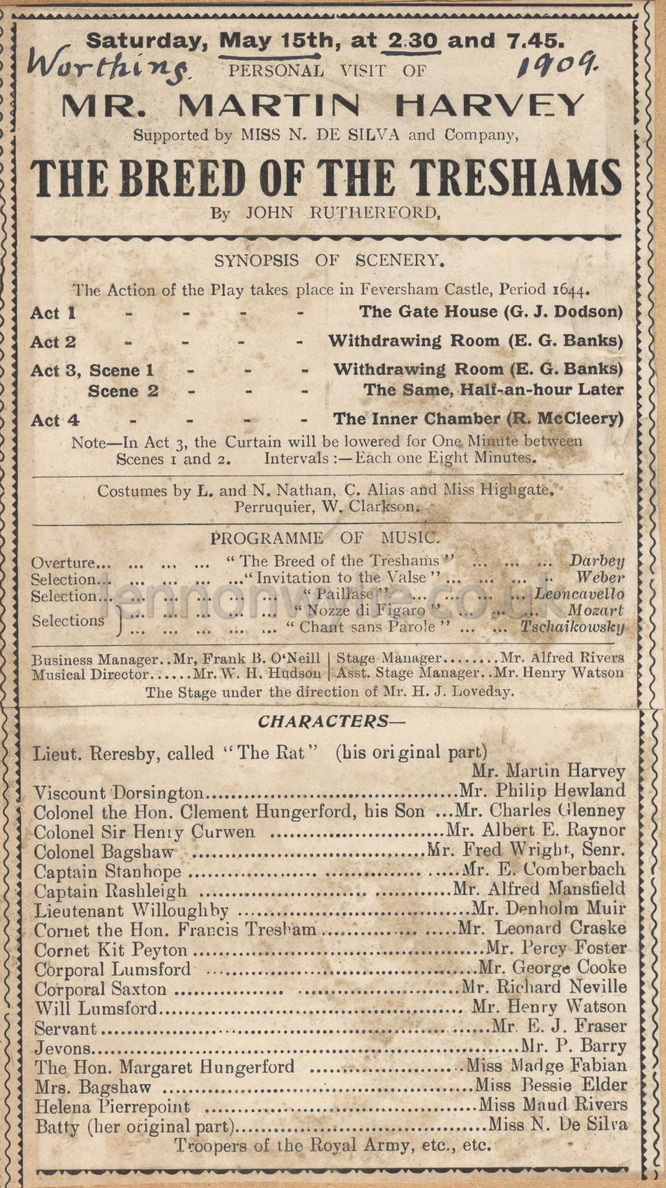 Saturday, May 15th, at 2.30 and 7.45.
Worthing. PERSONAL VISIT OF 1909.
MR. MARTIN HARVEY
Supported by MISS N. DE SILVA and Company,
THE BREED OF THE TRESHAMS
By JOHN RUTHERFORD,
SYNOPSIS OF SCENERY.
The Action of the Play takes place in Feversham Castle, Period 1644.
Act 1 - - - - The Gate House (G. J. Dodson)
Act 2 - - - - Withdrawing Room (E. G. Banks)
Act 3, Scene 1 - - - Withdrawing Room (E. G. Banks)
Scene 2 - - - The Same, Half-an-hour Later
Act 4 - - - - The Inner Chamber (R. McCleery)
Note—In Act 3, the Curtain will be lowered for One Minute between
Scenes 1 and 2. Intervals :—Each one Eight Minutes.
Costumes by L. and N. Nathan, C. Alias and Miss Highgate.
Perruquier, W. Clarkson.
PROGRAMME OF MUSIC.
Overture... ... ... ... "The Breed of the Treshams" ... ... ... Darbey
Selection... ... ... ... ..."Invitation to the Valse" ... ... ... .. Weber
Selection... ... ... ... ... "Paillase" ... ... ... ... Leoncavello
Selections } ... ... ... ... "Nozze di Figaro" ... ... ... Mozart
... ... ... ... ... "Chant sans Parole" ... ... Tschaikowsky
Business Manager..Mr, Frank B. O'Neill | Stage Manager........Mr. Alfred Rivers
Musical Director......Mr. W. H. Hudson | Asst. Stage Manager..Mr. Henry Watson
The Stage under the direction of Mr. H. J. Loveday.
CHARACTERS—
Lieut. Reresby, called "The Rat" (his original part)
Mr. Martin Harvey
Viscount Dorsington..............................Mr. Philip Hewland
Colonel the Hon. Clement Hungerford, his Son ...Mr. Charles Glenney
Colonel Sir Henry Curwen ..........................Mr. Albert E. Raynor
Colonel Bagshaw ...................................Mr. Fred Wright, Senr.
Captain Stanhope ..................... ............... .....Mr. E. Comberbach
Captain Rashleigh ........................ ............Mr. Alfred Mansfield
Lieutenant Willoughby ...................................Mr. Denholm Muir
Cornet the Hon. Francis Tresham .............. ..... .....Mr. Leonard Craske
Cornet Kit Peyton ...........................................Mr. Percy Foster
Corporal Lumsford .........................................Mr. George Cooke
Corporal Saxton ................ ........................Mr. Richard Neville
Will Lumsford............................................... Mr. Henry Watson
Servant ..................................................... ......Mr. E. J. Fraser
Jevons................................................................Mr. P. Barry
The Hon. Margaret Hungerford ..................... ..Miss Madge Fabian
Mrs. Bagshaw ..............................................Miss Bessie Elder
Helena Pierrepoint .........................................Miss Maud Rivers
Batty (her original part)......................................Miss N. De Silva
Troopers of the Royal Army, etc., etc.